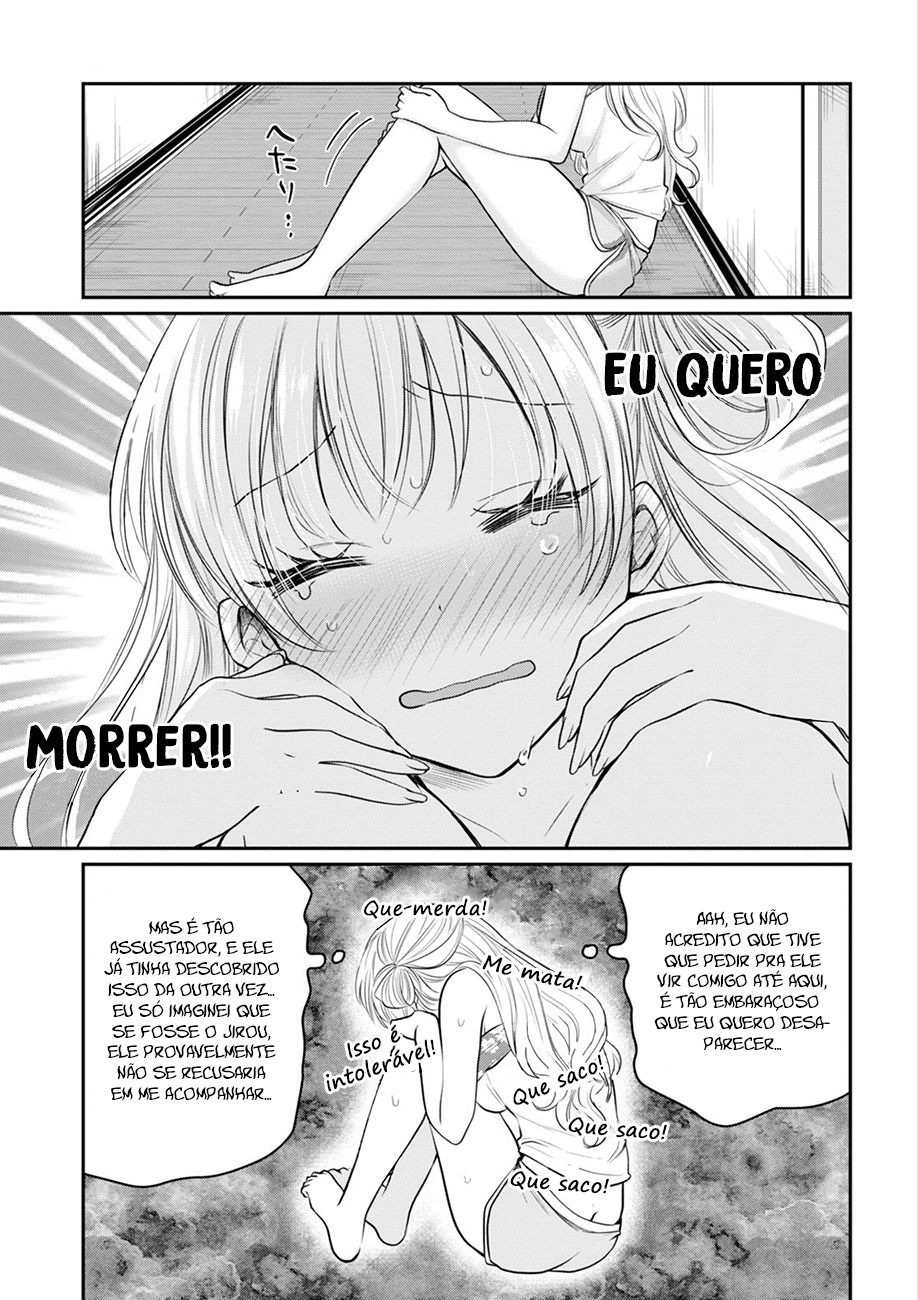 へたり…
EU QUERO
MORRER!!
AAH, EU NÃO
ACREDITO QUE TIVE
QUE PEDIR PRA ELE
VIR COMIGO ATÉ AQUI,
É TÃO EMBARAÇOSO
QUE EU QUERO DESA-
PARECER...
Que merda!
Me mata!
Isso é
intolerável!
Que saco!
Que saco!
Que saco!
MAS É TÃO
ASSUSTADOR, E ELE
JÁ TINHA DESCOBRIDO
ISSO DA OUTRA VEZ...
EU SÓ IMAGINEI QUE
SE FOSSE O JIROU,
ELE PROVAVELMENTE
NÃO SE RECUSARIA
EM ME ACOMPANHAR...